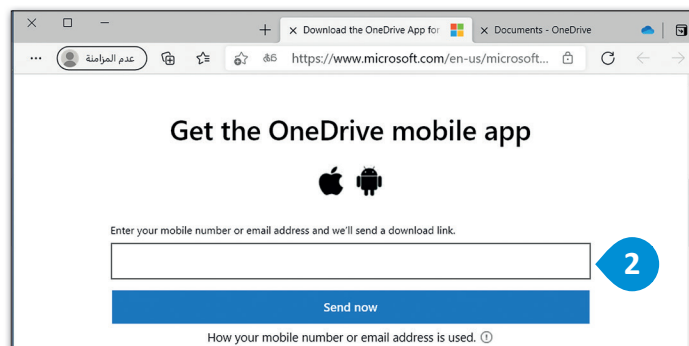 Download the OneDrive App for
Documents - OneDrive
عدم المزامنة
https://www.microsoft.com/en-us/microsoft...
Get the OneDrive mobile app
Enter your mobile number or email address and we'll send a download link.
2
Send now
How your mobile number or email address is used.